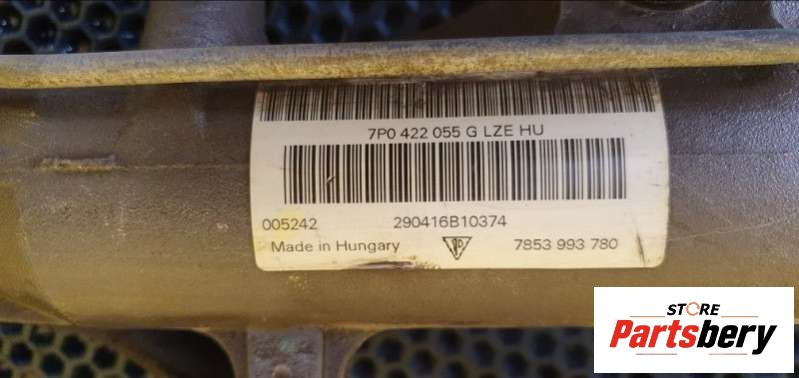 7P0 422 055 G LZE HU
005242 290416B10374
Made in Hungary 7853 993 780
STORE
Partsbery